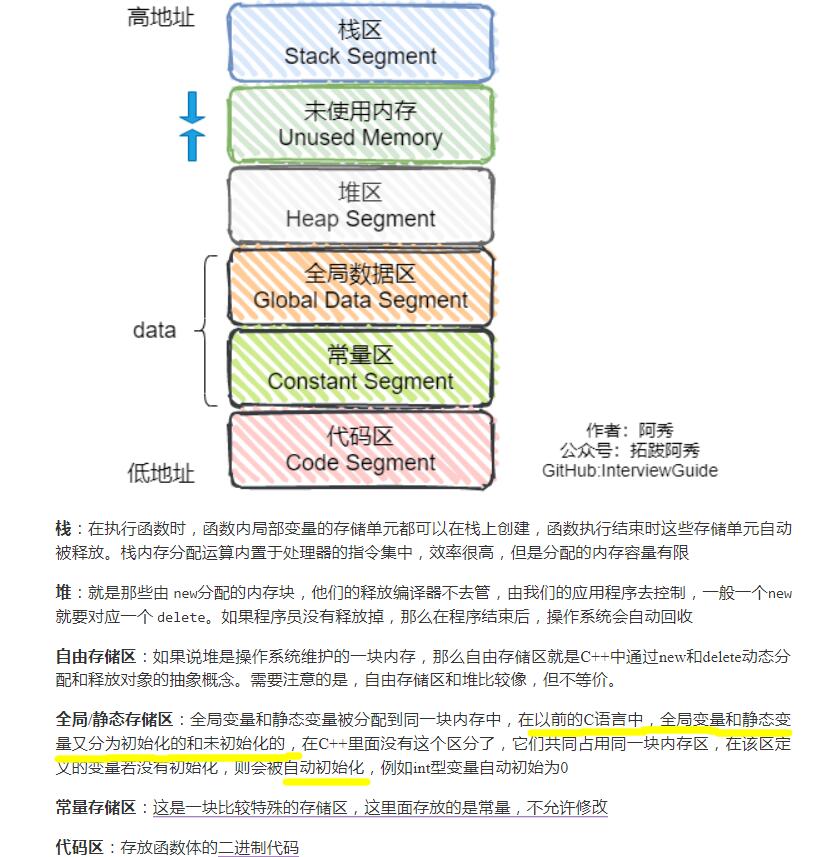 高地址
栈区
Stack Segment
未使用内存
Unused Memory
堆区
Heap Segment
全局数据区
Global Data Segment
data
常量区
Constant Segment
代码区
Code Segment
低地址
作者：阿秀
公众号：拓跋阿秀
GitHub:InterviewGuide
栈：在执行函数时，函数内局部变量的存储单元都可以在栈上创建，函数执行结束时这些存储单元自动
被释放。栈内存分配运算内置于处理器的指令集中，效率很高，但是分配的内存容量有限
堆：就是那些由 new分配的内存块，他们的释放编译器不去管，由我们的应用程序去控制，一般一个new
就要对应一个 delete。如果程序员没有释放掉，那么在程序结束后，操作系统会自动回收
自由存储区：如果说堆是操作系统维护的一块内存，那么自由存储区就是C++中通过new和delete动态分
配和释放对象的抽象概念。需要注意的是，自由存储区和堆比较像，但不等价。
全局/静态存储区：全局变量和静态变量被分配到同一块内存中，在以前的C语言中，全局变量和静态变
量又分为初始化的和未初始化的，在C++里面没有这个区分了，它们共同占用同一块内存区，在该区定
义的变量若没有初始化，则会被自动初始化，例如int型变量自动初始为0
常量存储区：这是一块比较特殊的存储区，这里面存放的是常量，不允许修改
代码区：存放函数体的二进制代码